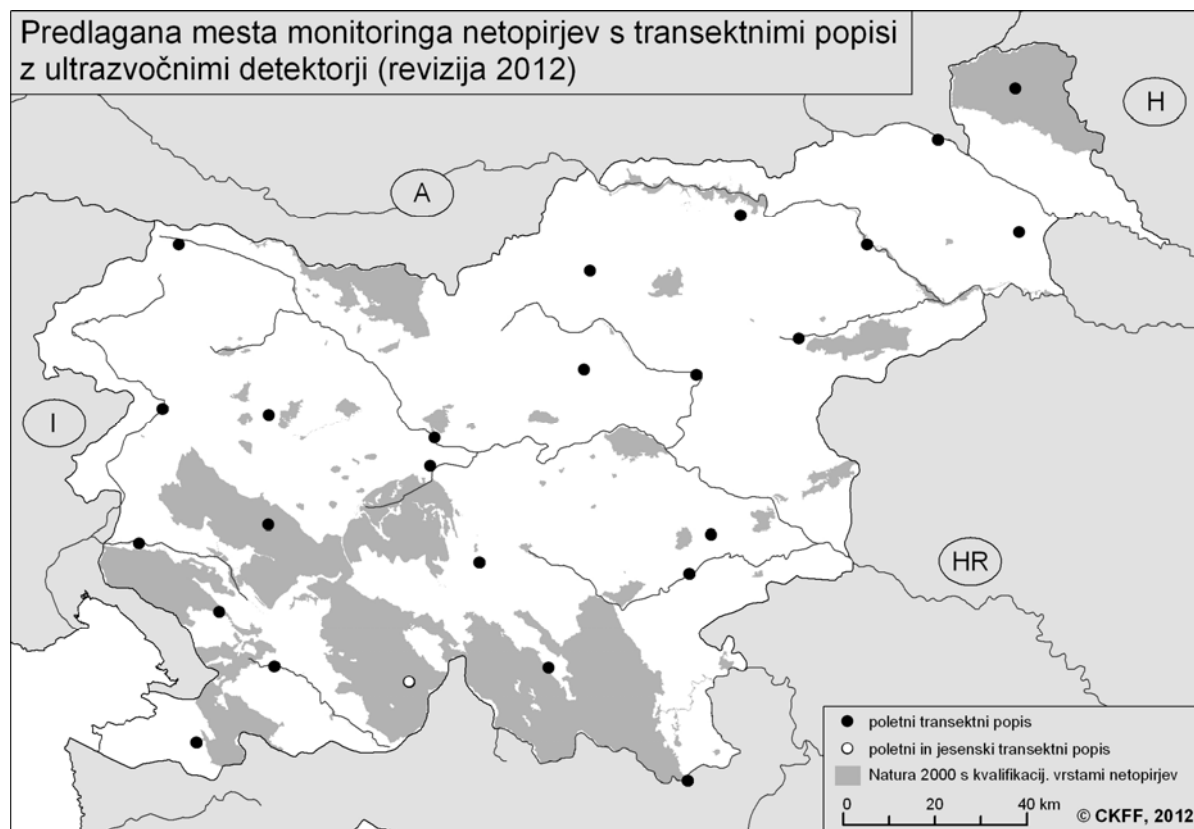 Predlagana mesta monitoringa netopirjev s transektnimi popisi
z ultrazvočnimi detektorji (revizija 2012)
H
A
I
HR
poletni transektni popis
poletni in jesenski transektni popis
Natura 2000 s kvalifikacij. vrstami netopirjev
0 20 40 km
© CKFF, 2012